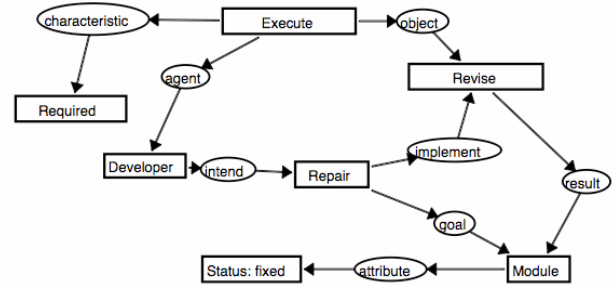 characteristic
Execute
object
agent
Revise
Required
Developer
intend
Repair
implement
result
goal
Status: fixed
attribute
Module